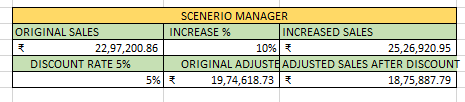 SCENERIO MANAGER
ORIGINAL SALES INCREASE % INCREASED SALES
₹ 22,97,200.86 10% ₹ 25,26,920.95
DISCOUNT RATE 5% ORIGINAL ADJUSTE ADJUSTED SALES AFTER DISCOUNT
5% ₹ 19,74,618.73 ₹ 18,75,887.79